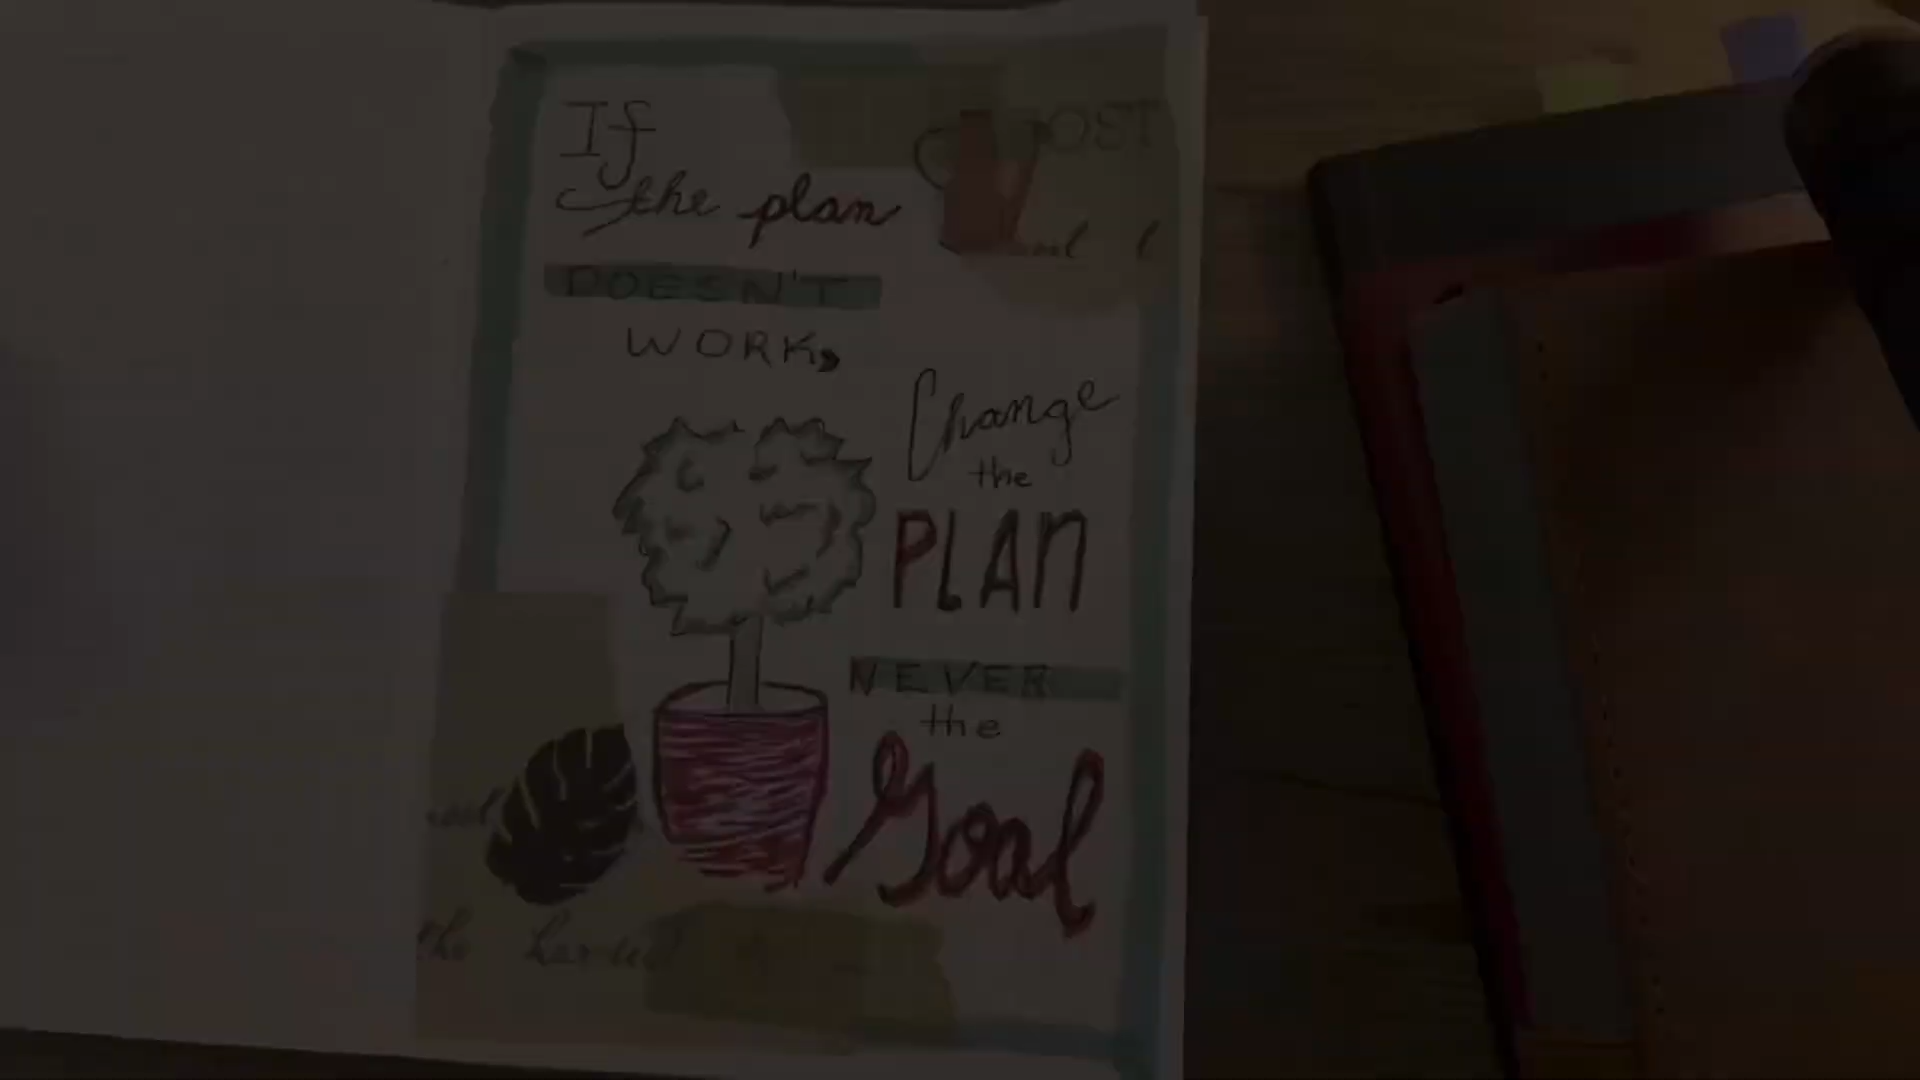 If
the plan
DOESN'T
WORK,
Change
the
PLAN
NEVER
the
Goal